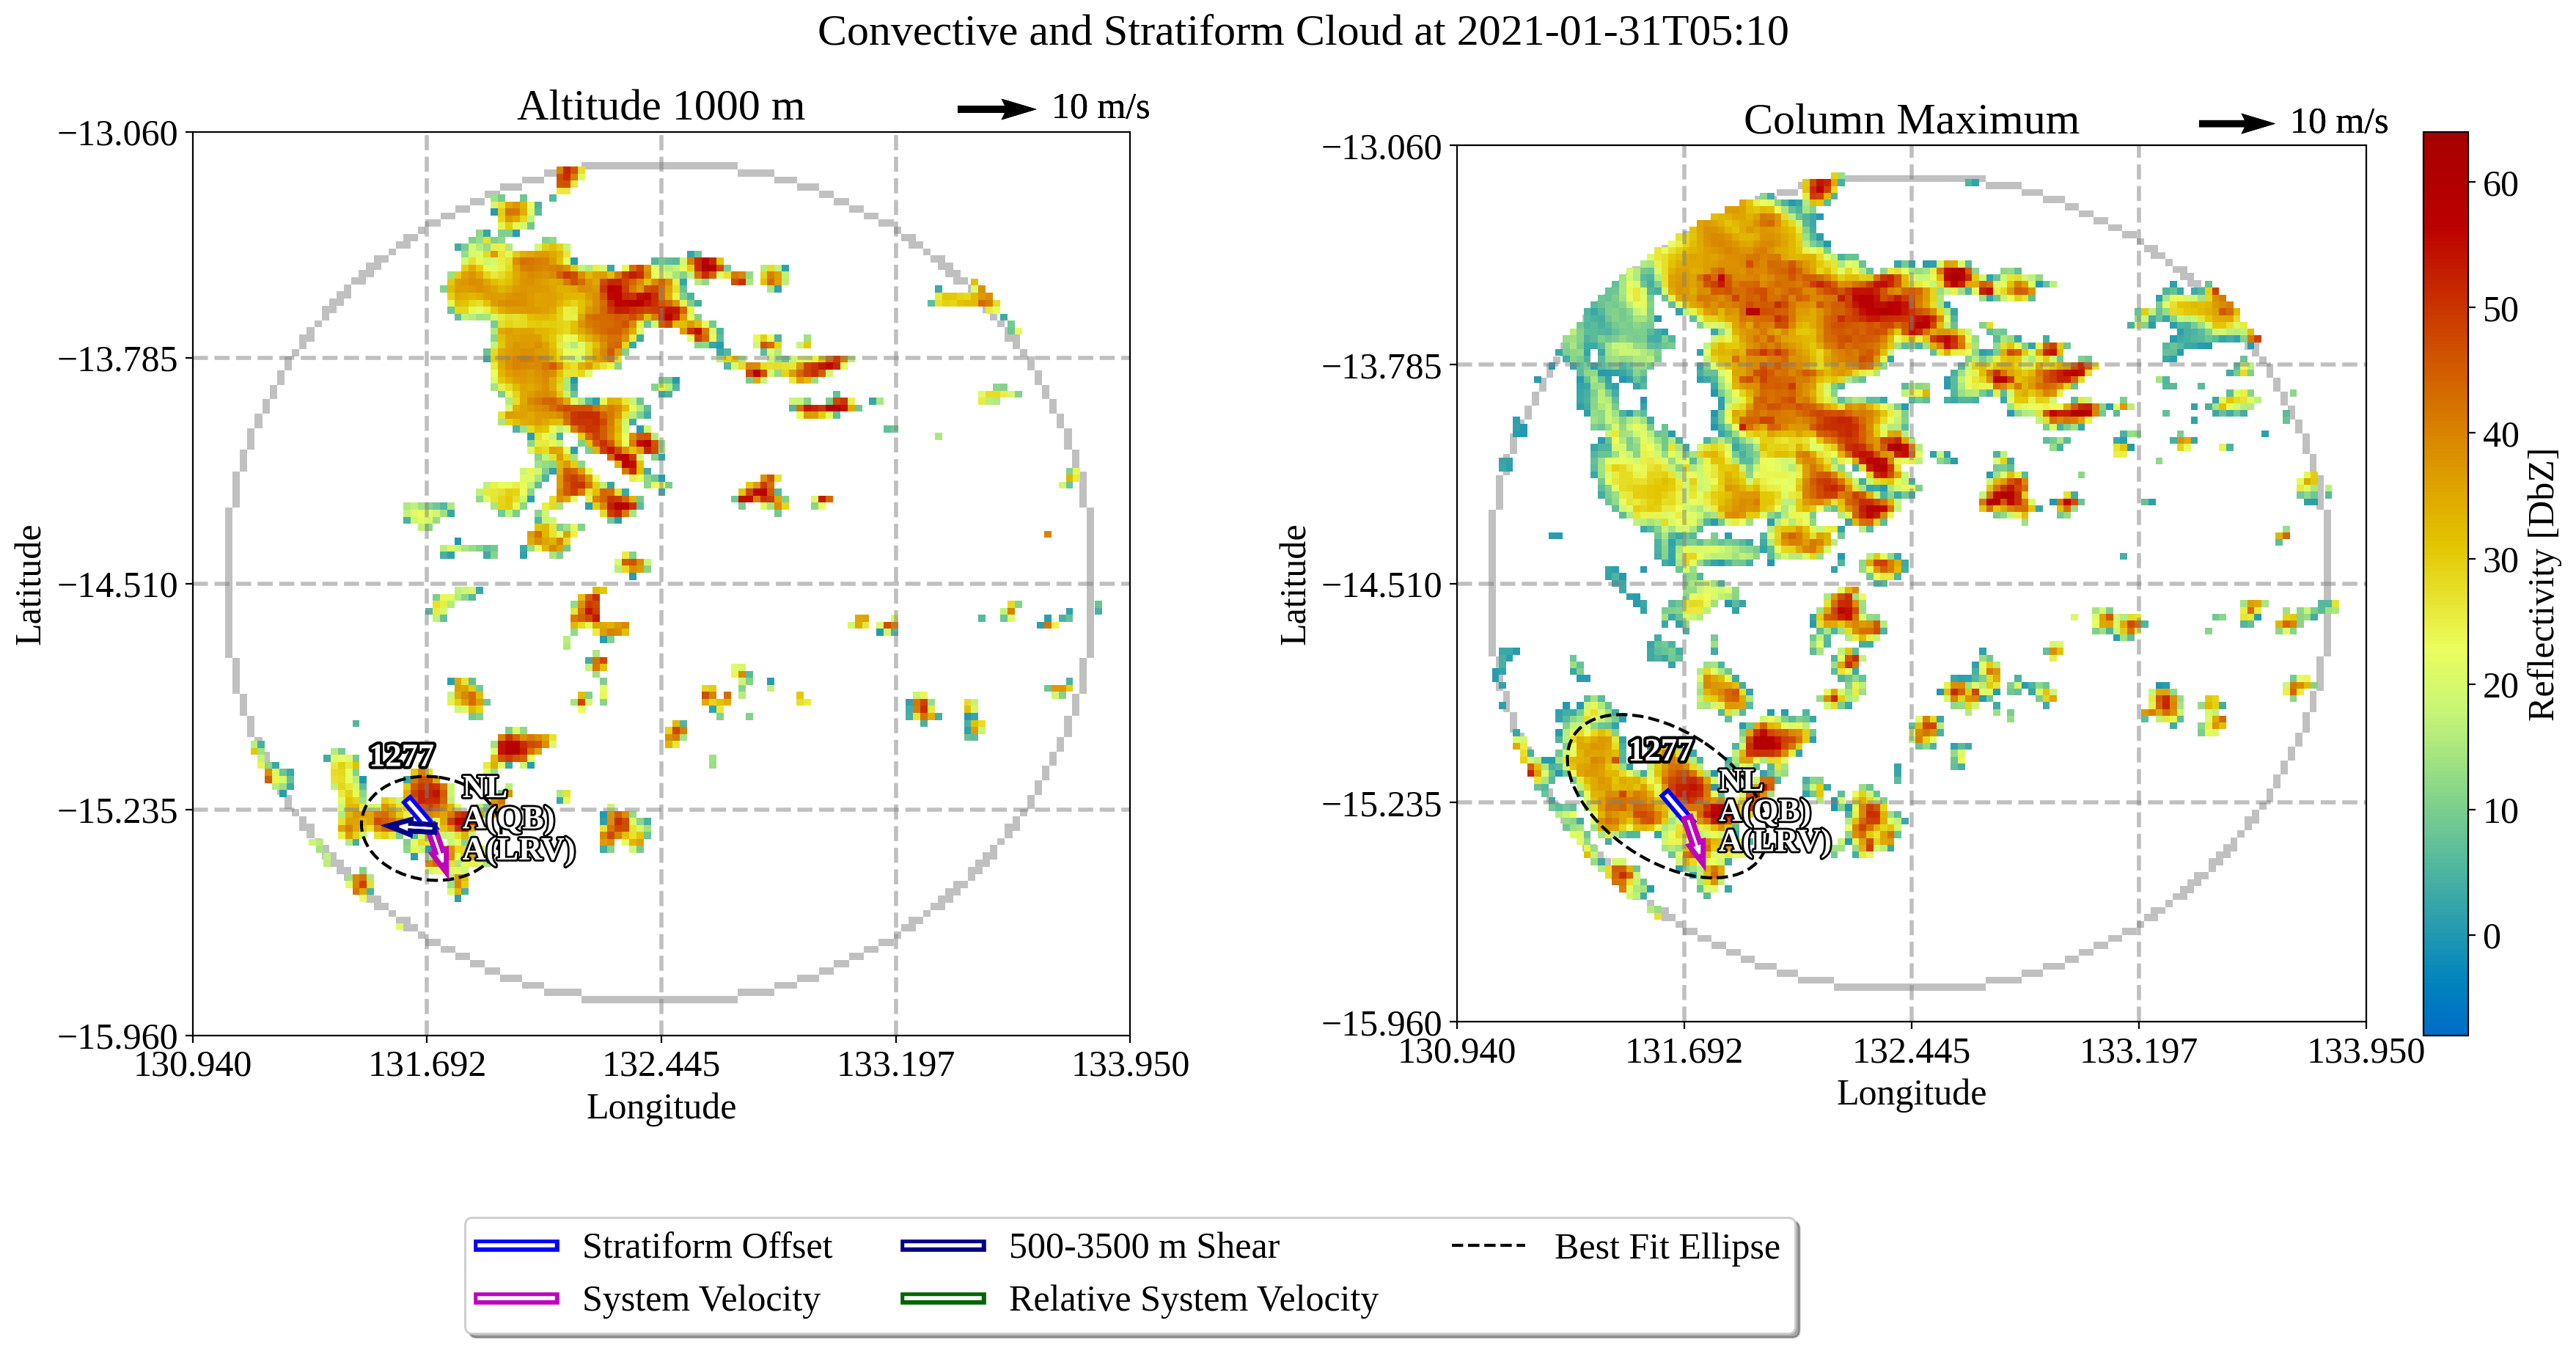 Convective and Stratiform Cloud at 2021-01-31T05:10
Altitude 1000 m
10 m/s
−13.060
−13.785
−14.510
−15.235
−15.960
Latitude
130.940
131.692
132.445
133.197
133.950
Longitude
1277
NL
A(QB)
A(LRV)
Column Maximum
10 m/s
−13.060
−13.785
−14.510
−15.235
−15.960
Latitude
130.940
131.692
132.445
133.197
133.950
Longitude
1277
NL
A(QB)
A(LRV)
60
50
40
30
20
10
0
Reflectivity [DbZ]
Stratiform Offset
System Velocity
500-3500 m Shear
Relative System Velocity
Best Fit Ellipse